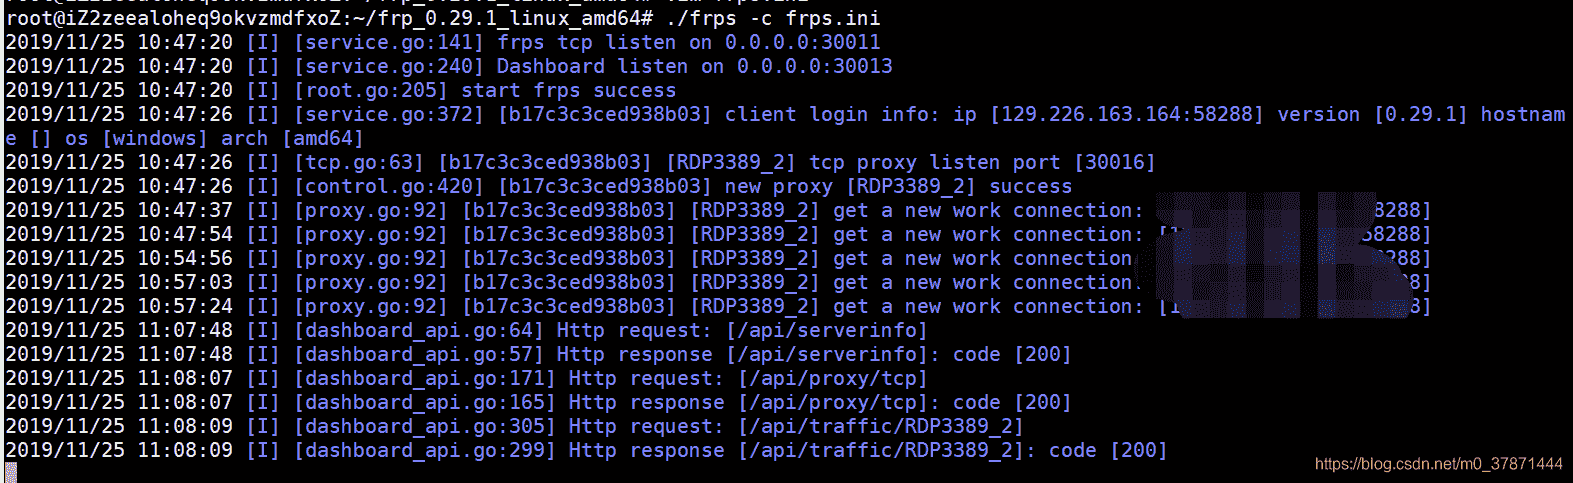 root@iZ2zeealoheq9okvzmdfxoZ:~/frp_0.29.1_linux_amd64# ./frps -c frps.ini
2019/11/25 10:47:20 [I] [service.go:141] frps tcp listen on 0.0.0.0:30011
2019/11/25 10:47:20 [I] [service.go:240] Dashboard listen on 0.0.0.0:30013
2019/11/25 10:47:20 [I] [root.go:205] start frps success
2019/11/25 10:47:26 [I] [service.go:372] [b17c3c3ced938b03] client login info: ip [129.226.163.164:58288] version [0.29.1] hostnam
e [] os [windows] arch [amd64]
2019/11/25 10:47:26 [I] [tcp.go:63] [b17c3c3ced938b03] [RDP3389_2] tcp proxy listen port [30016]
2019/11/25 10:47:26 [I] [control.go:420] [b17c3c3ced938b03] new proxy [RDP3389_2] success
2019/11/25 10:47:37 [I] [proxy.go:92] [b17c3c3ced938b03] [RDP3389_2] get a new work connection: 8288]
2019/11/25 10:47:54 [I] [proxy.go:92] [b17c3c3ced938b03] [RDP3389_2] get a new work connection: [1 58288]
2019/11/25 10:54:56 [I] [proxy.go:92] [b17c3c3ced938b03] [RDP3389_2] get a new work connection 8288]
2019/11/25 10:57:03 [I] [proxy.go:92] [b17c3c3ced938b03] [RDP3389_2] get a new work connection: 8]
2019/11/25 10:57:24 [I] [proxy.go:92] [b17c3c3ced938b03] [RDP3389_2] get a new work connection: [1 8]
2019/11/25 11:07:48 [I] [dashboard_api.go:64] Http request: [/api/serverinfo]
2019/11/25 11:07:48 [I] [dashboard_api.go:57] Http response [/api/serverinfo]: code [200]
2019/11/25 11:08:07 [I] [dashboard_api.go:171] Http request: [/api/proxy/tcp]
2019/11/25 11:08:07 [I] [dashboard_api.go:165] Http response [/api/proxy/tcp]: code [200]
2019/11/25 11:08:09 [I] [dashboard_api.go:305] Http request: [/api/traffic/RDP3389_2]
2019/11/25 11:08:09 [I] [dashboard_api.go:299] Http response [/api/traffic/RDP3389_2]: code [200]
https://blog.csdn.net/m0_37871444